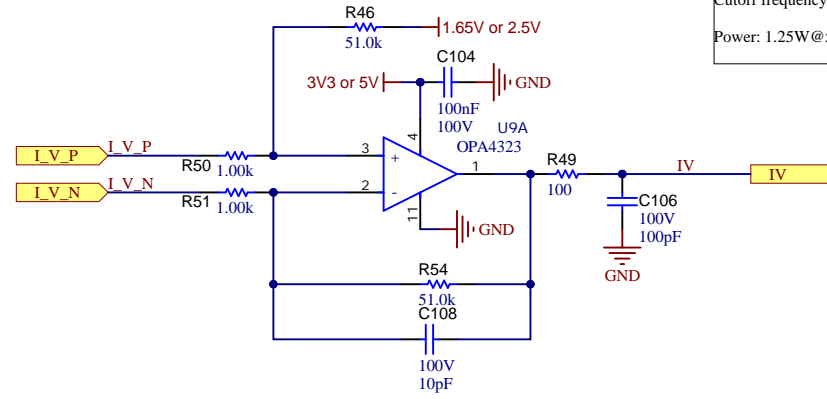 Cutoff frequency
Power: 1.25W@
R46
51.0k
1.65V or 2.5V
3V3 or 5V
C104
100nF
100V
GND
4
U9A
OPA4323
I_V_P
I_V_P
R50
1.00k
3
+
1
R49
100
IV
IV
I_V_N
I_V_N
R51
1.00k
2
-
11
GND
C106
100V
100pF
GND
R54
51.0k
C108
100V
10pF